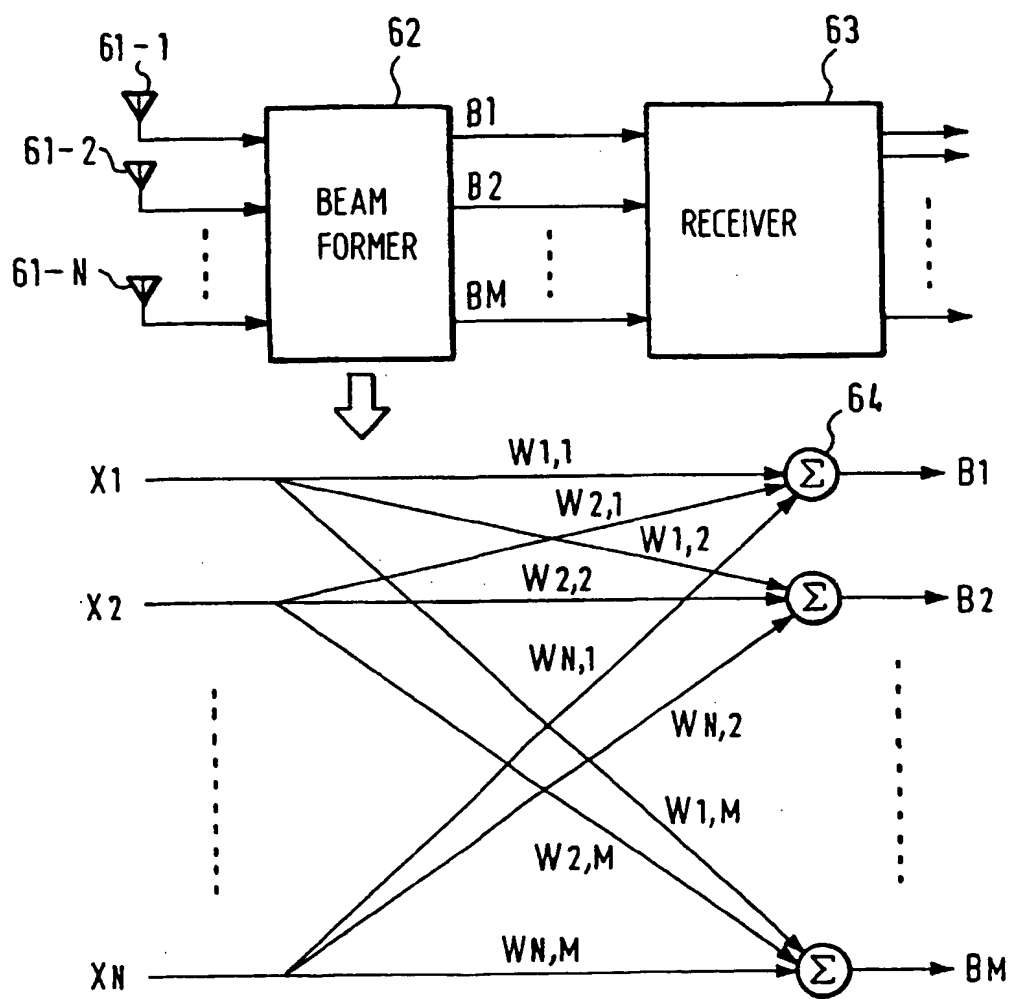 61-1
62
63
61-2
61-N
B1
B2
BM
BEAM
FORMER
RECEIVER
64
X1
W1,1
B1
W2,1
W1,2
X2
W2,2
B2
WN,1
WN,2
W1,M
W2,M
XN
WN,M
BM
Σ
Σ
Σ